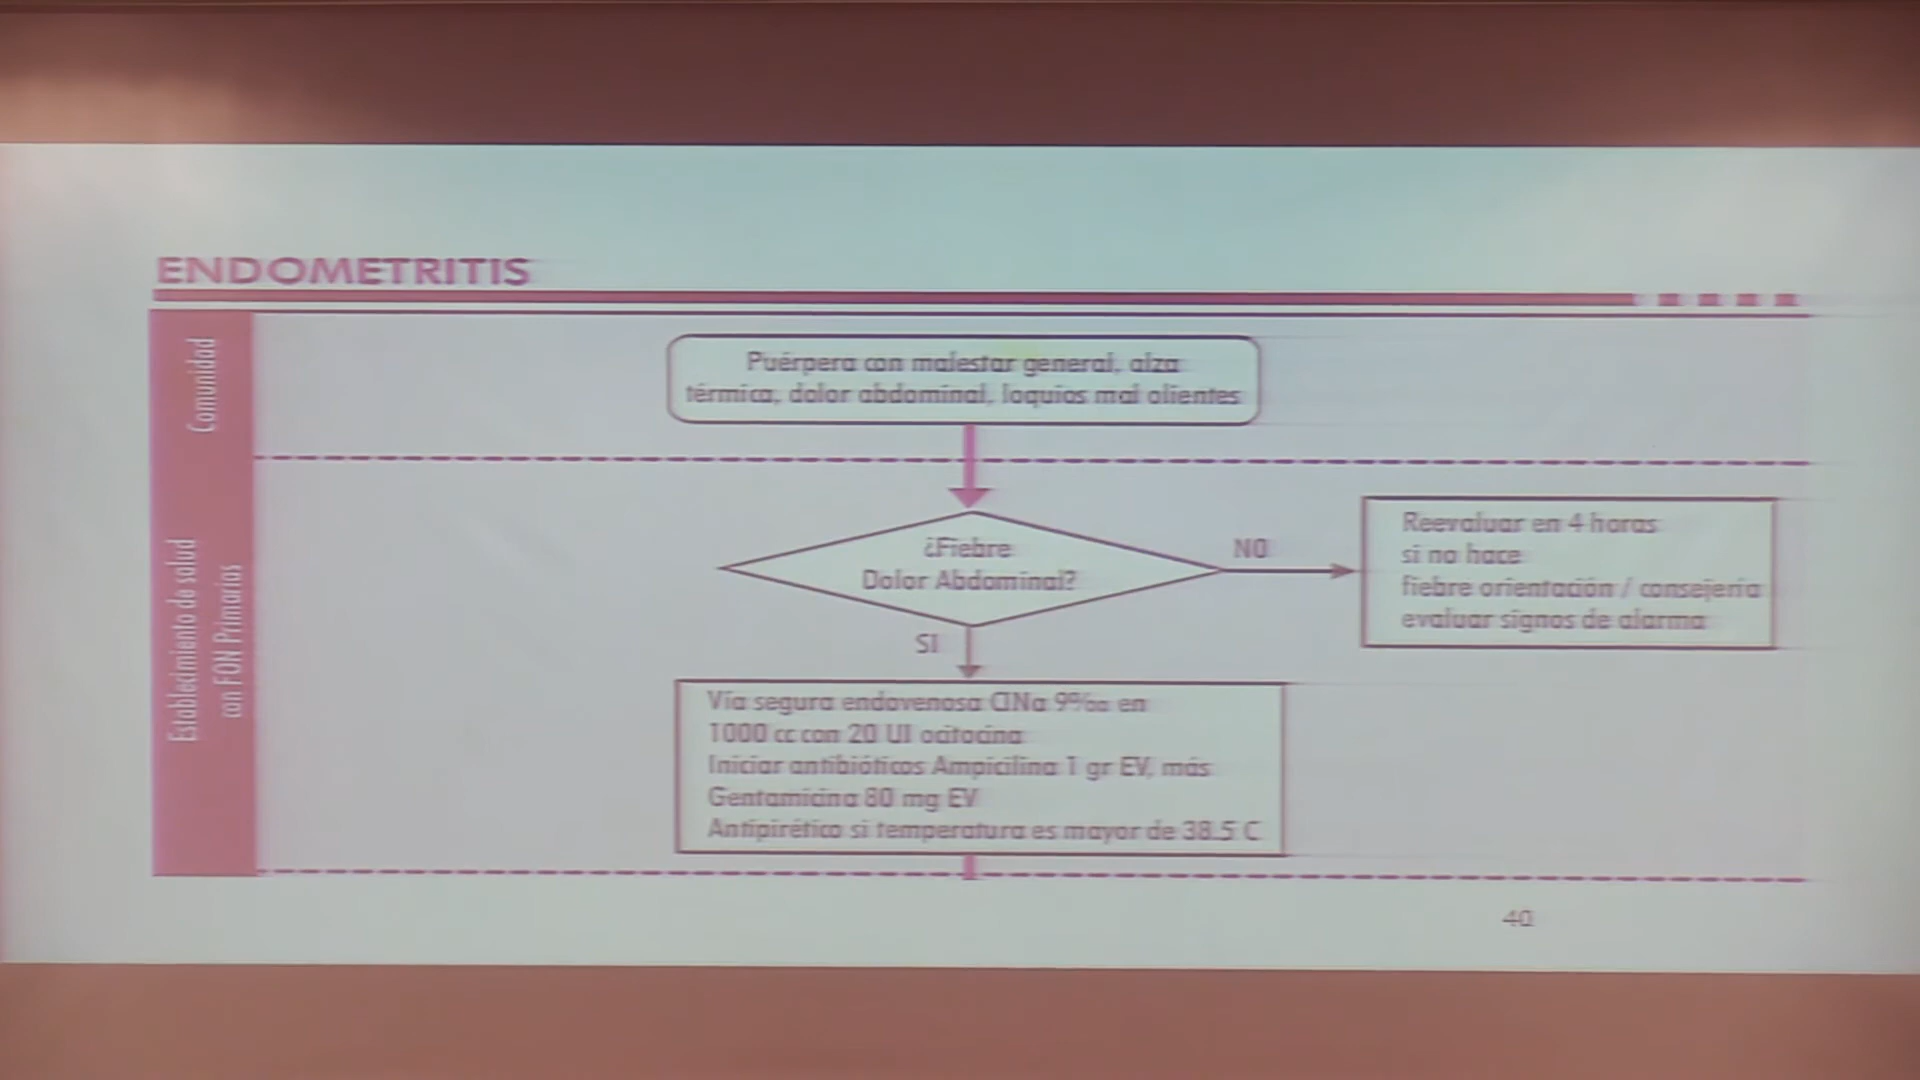 ENDOMETRITIS
Comunidad
Puérpera con malestar general, alza
térmica, dolor abdominal, loquios mal olientes
Establecimiento de salud
con FON Primarios
¿Fiebre
Dolor Abdominal?
NO
Reevaluar en 4 horas
si no hace
fiebre orientación / consejería
evaluar signos de alarma
SI
Vía segura endovenosa ClNa 9‰ en
1000 cc con 20 UI ocitocina
Iniciar antibióticos Ampicilina 1 gr EV, más
Gentamicina 80 mg EV
Antipirético si temperatura es mayor de 38.5 C
40